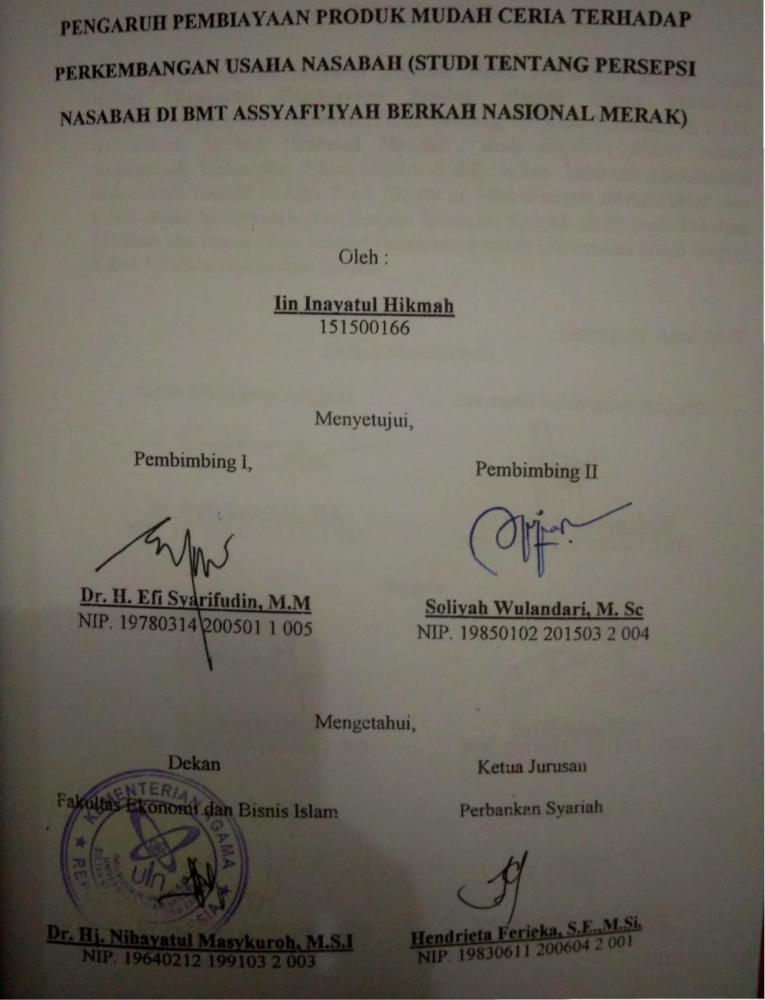 PENGARUH PEMBIAYAAN PRODUK MUDAH CERIA TERHADAP
PERKEMBANGAN USAHA NASABAH (STUDI TENTANG PERSEPSI
NASABAH DI BMT ASSYAFI'IYAH BERKAH NASIONAL MERAK)
Oleh :
Iin Inayatul Hikmah
151500166
Menyetujui,
Pembimbing I,
Pembimbing II
Dr. H. Efi Syarifudin, M.M
NIP. 19780314 200501 1 005
Soliyah Wulandari, M. Sc
NIP. 19850102 201503 2 004
Mengetahui,
Dekan
Fakultas Ekonomi dan Bisnis Islam
Ketua Jurusan
Perbankan Syariah
KEMENTERIAN AGAMA
uin
Dr. Hj. Nihayatul Masykuroh, M.S.I
NIP. 19640212 199103 2 003
Hendrieta Ferieka, S.E.,M.Si.
NIP. 19830611 200604 2 001